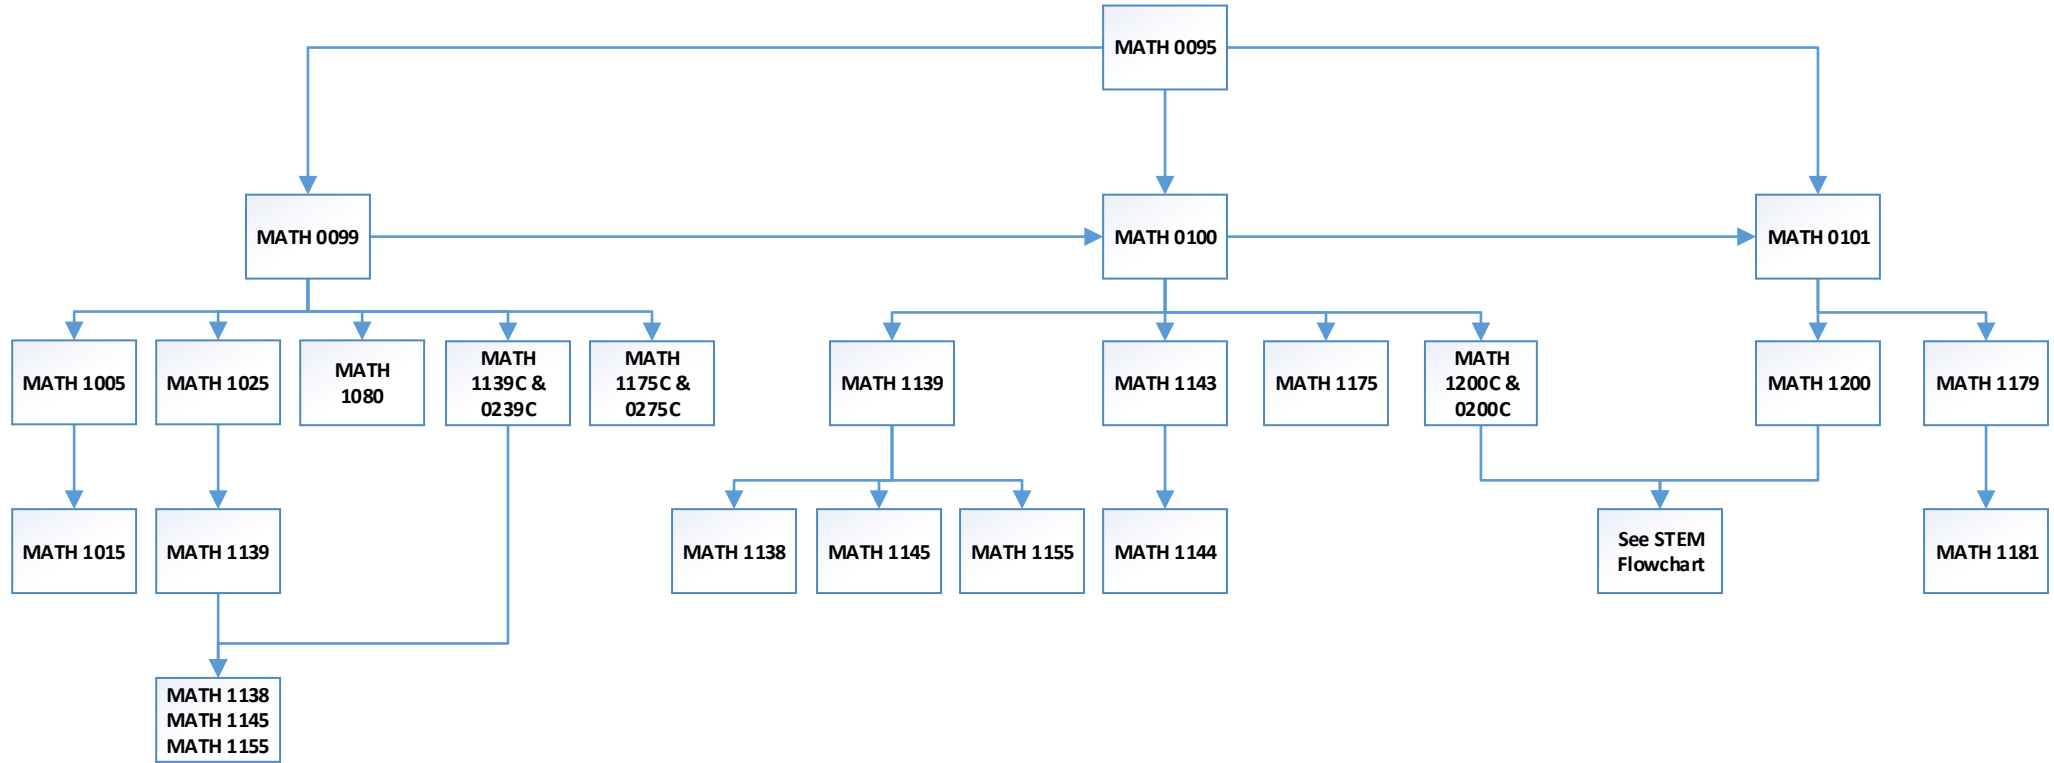 MATH 0095
MATH 0099
MATH 0100
MATH 0101
MATH 1005
MATH 1025
MATH
1080
MATH
1139C &
0239C
MATH
1175C &
0275C
MATH 1139
MATH 1143
MATH 1175
MATH
1200C &
0200C
MATH 1200
MATH 1179
MATH 1015
MATH 1139
MATH 1138
MATH 1145
MATH 1155
MATH 1144
See STEM
Flowchart
MATH 1181
MATH 1138
MATH 1145
MATH 1155